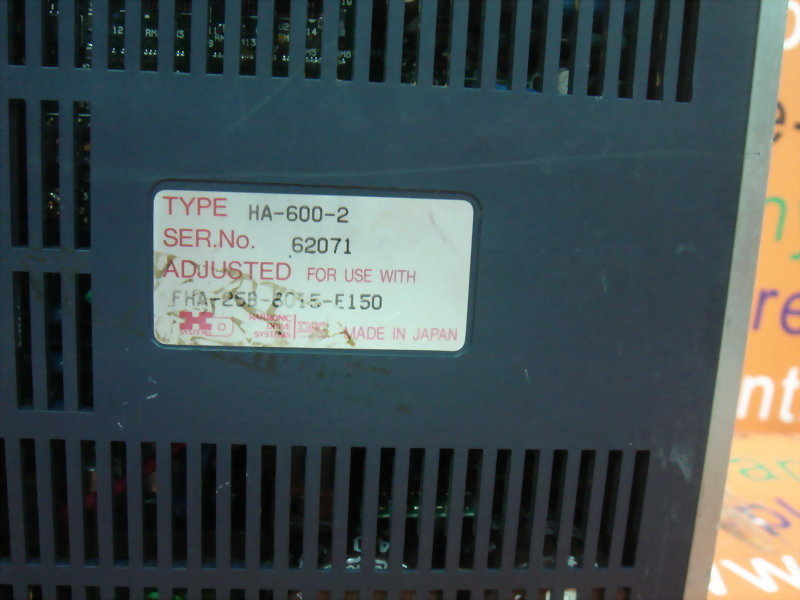 TYPE HA-600-2
SER.No. 62071
ADJUSTED FOR USE WITH
FHA-25B-6015-E150
HARMONIC
DRIVE
SYSTEMS
SYSTEMS
MADE IN JAPAN